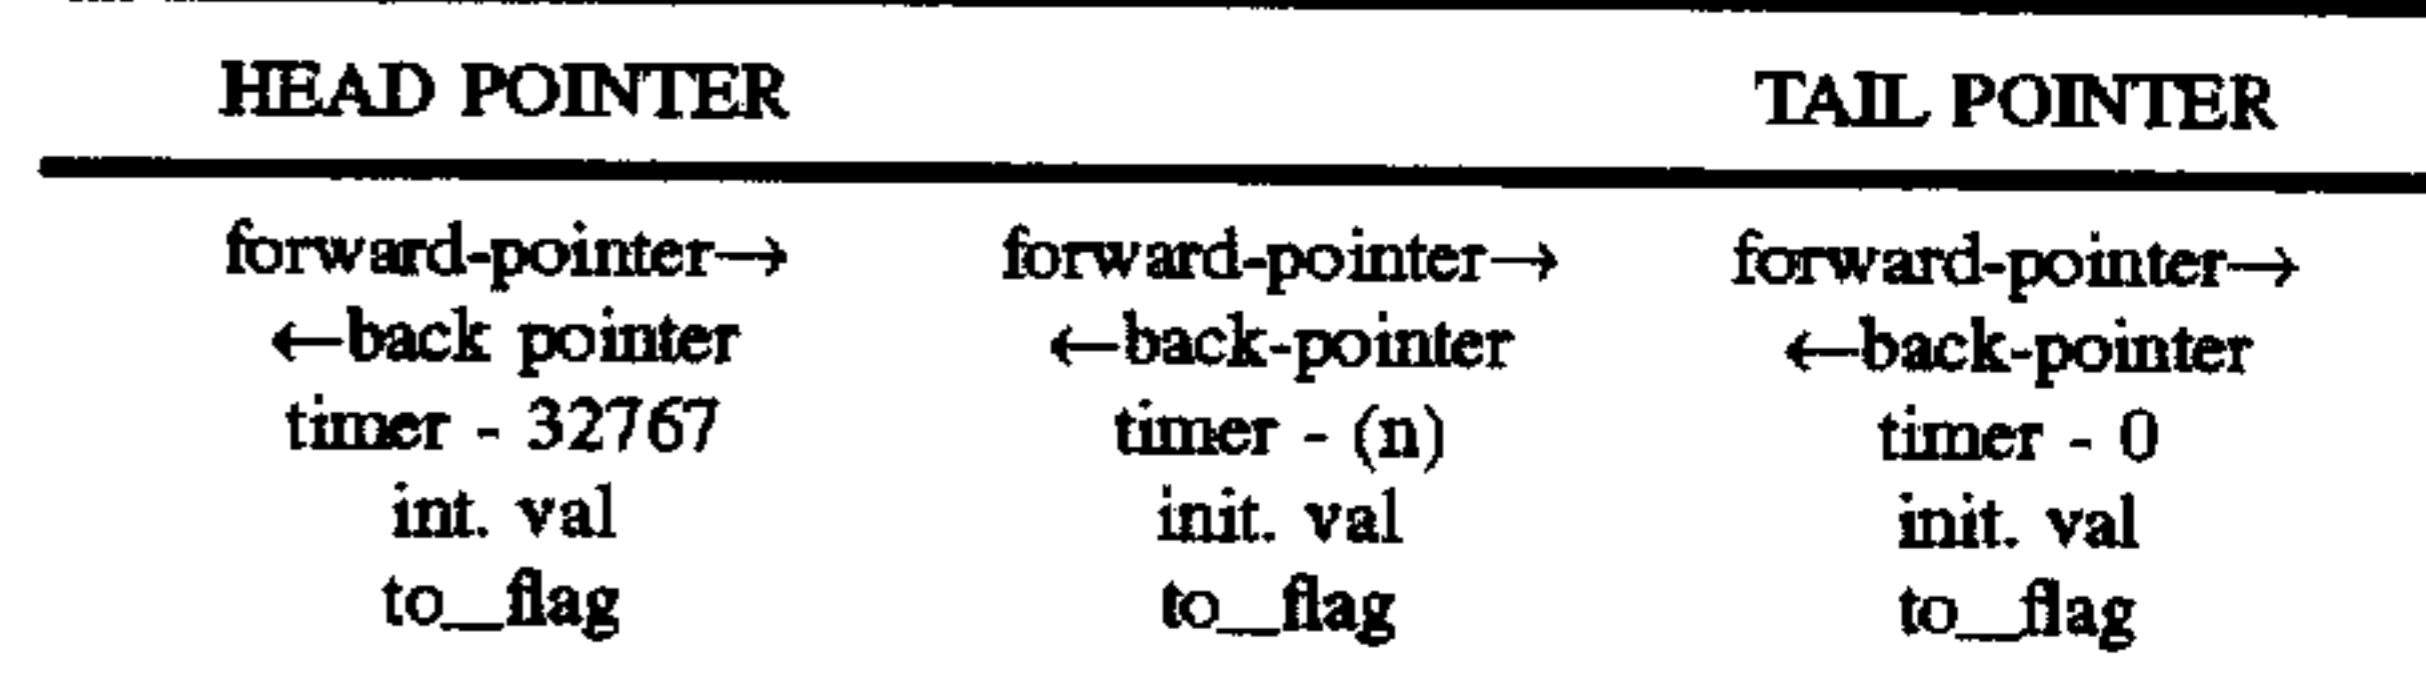 HEAD POINTER TAIL POINTER
forward-pointer→ forward-pointer→ forward-pointer→
←back pointer ←back-pointer ←back-pointer
timer - 32767 timer - (n) timer - 0
int. val init. val init. val
to_flag to_flag to_flag